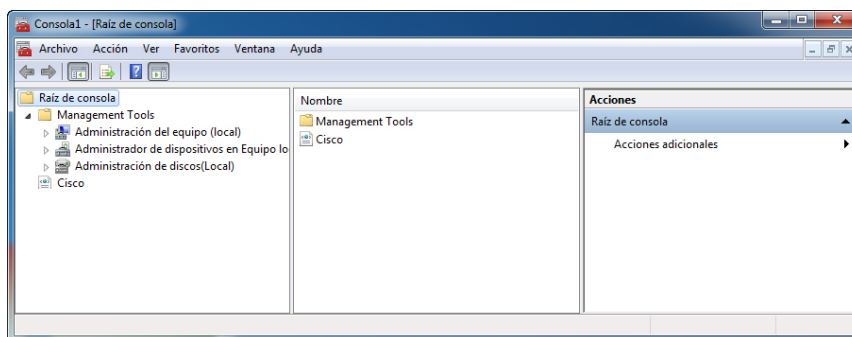 Consola1 - [Raíz de consola]
Archivo Acción Ver Favoritos Ventana Ayuda
Raíz de consola
Management Tools
Administración del equipo (local)
Administrador de dispositivos en Equipo lo
Administración de discos(Local)
Cisco
Nombre
Management Tools
Cisco
Acciones
Raíz de consola
Acciones adicionales